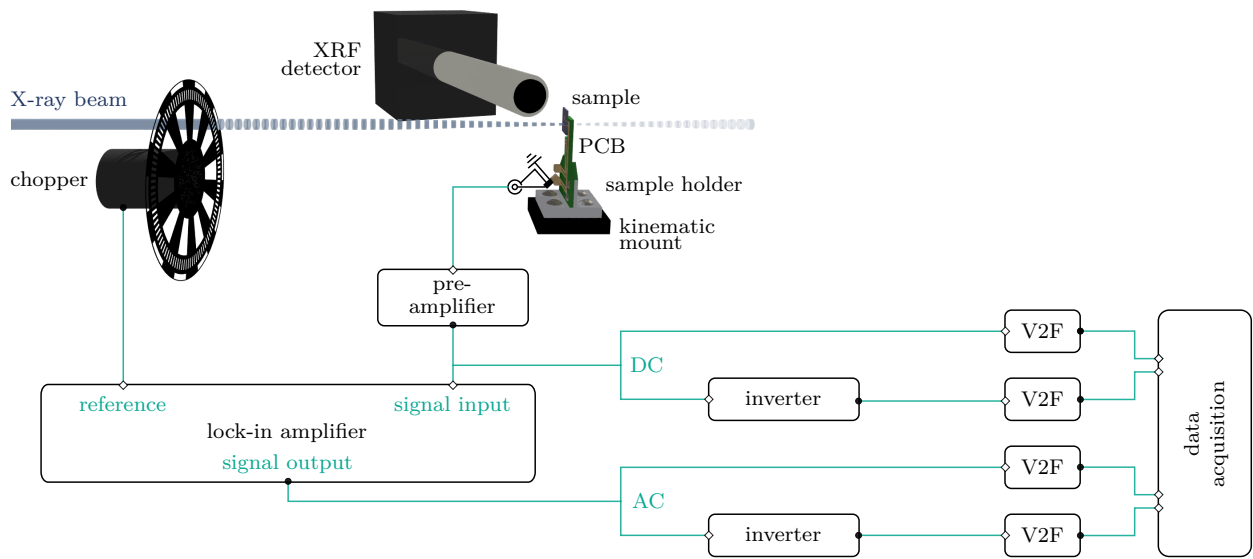 XRF
detector
X-ray beam
sample
PCB
chopper
sample holder
kinematic
mount
pre-
amplifier
V2F
DC
inverter
V2F
reference
signal input
lock-in amplifier
signal output
V2F
AC
inverter
V2F
data
acquisition